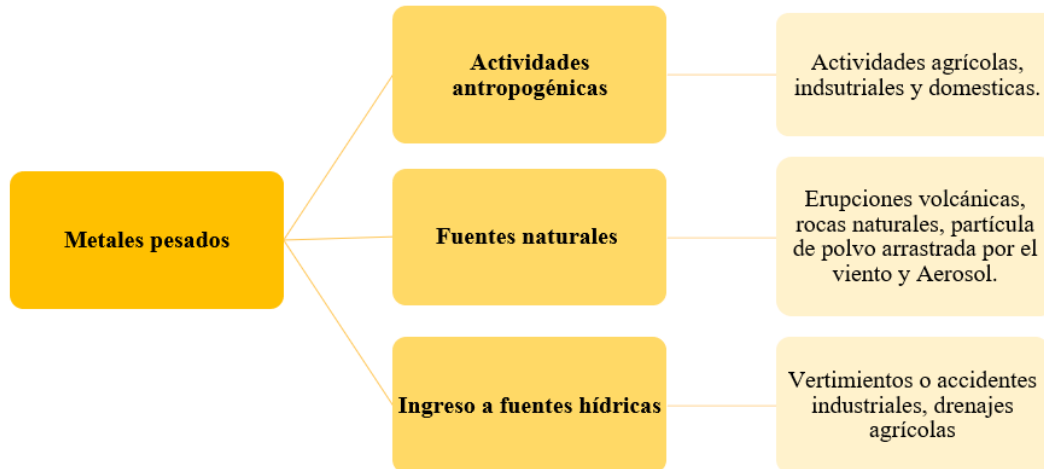 Metales pesados
Actividades
antropogénicas
Actividades agrícolas,
indsutriales y domesticas.
Fuentes naturales
Erupciones volcánicas,
rocas naturales, partícula
de polvo arrastrada por el
viento y Aerosol.
Ingreso a fuentes hídricas
Vertimientos o accidentes
industriales, drenajes
agrícolas